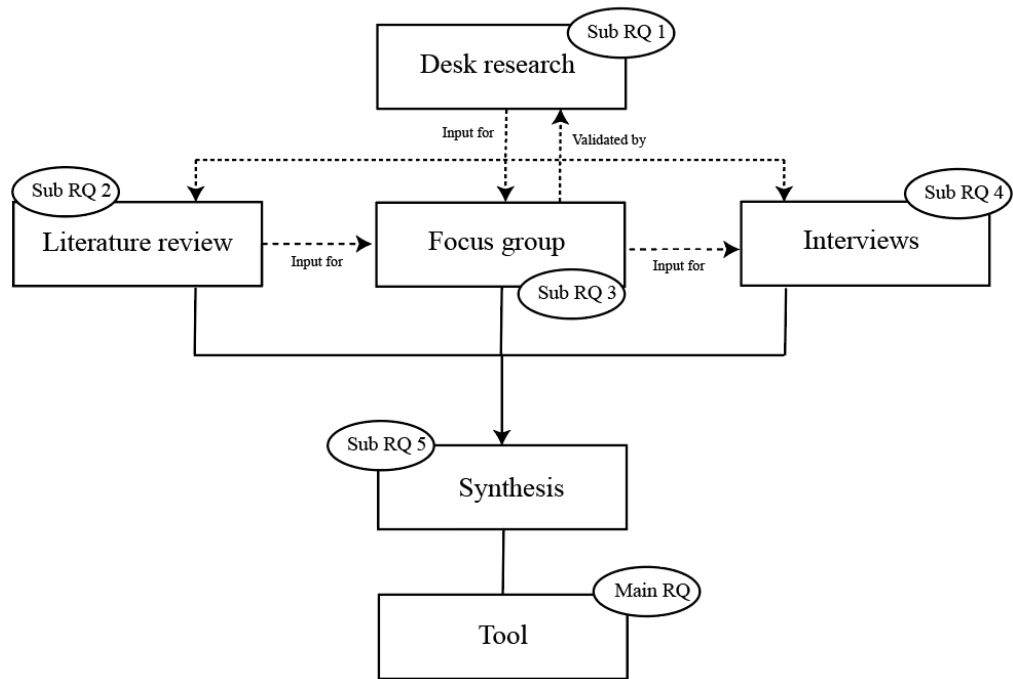 Sub RQ 1
Desk research
Input for
Validated by
Sub RQ 2
Sub RQ 4
Literature review
Input for
Focus group
Input for
Interviews
Sub RQ 3
Sub RQ 5
Synthesis
Main RQ
Tool